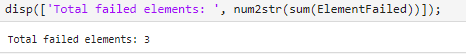 disp(['Total failed elements: ', num2str(sum(ElementFailed))]);
Total failed elements: 3